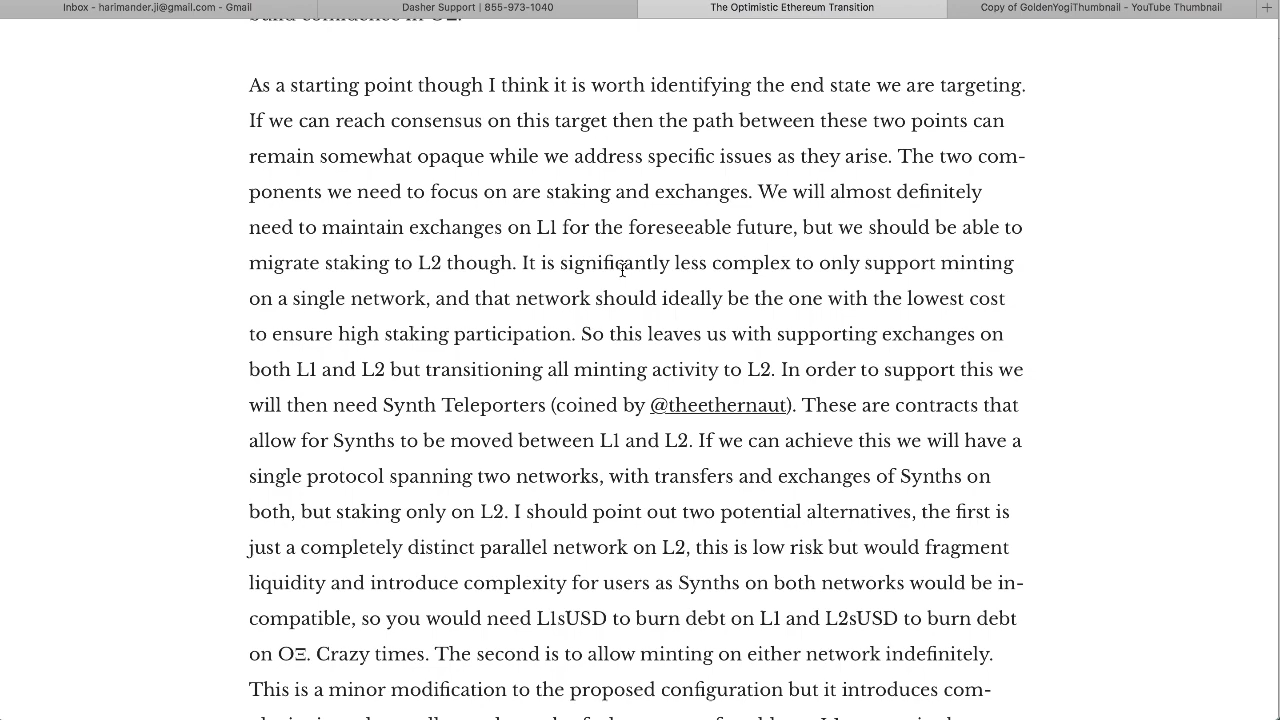 Inbox - harimander.ji@gmail.com - Gmail
Dasher Support | 855-973-1040
The Optimistic Ethereum Transition
Copy of GoldenYogiThumbnail - YouTube Thumbnail
As a starting point though I think it is worth identifying the end state we are targeting.
If we can reach consensus on this target then the path between these two points can
remain somewhat opaque while we address specific issues as they arise. The two com-
ponents we need to focus on are staking and exchanges. We will almost definitely
need to maintain exchanges on L1 for the foreseeable future, but we should be able to
migrate staking to L2 though. It is significantly less complex to only support minting
on a single network, and that network should ideally be the one with the lowest cost
to ensure high staking participation. So this leaves us with supporting exchanges on
both L1 and L2 but transitioning all minting activity to L2. In order to support this we
will then need Synth Teleporters (coined by @theethernaut). These are contracts that
allow for Synths to be moved between L1 and L2. If we can achieve this we will have a
single protocol spanning two networks, with transfers and exchanges of Synths on
both, but staking only on L2. I should point out two potential alternatives, the first is
just a completely distinct parallel network on L2, this is low risk but would fragment
liquidity and introduce complexity for users as Synths on both networks would be in-
compatible, so you would need L1sUSD to burn debt on L1 and L2sUSD to burn debt
on OΞ. Crazy times. The second is to allow minting on either network indefinitely.
This is a minor modification to the proposed configuration but it introduces com-